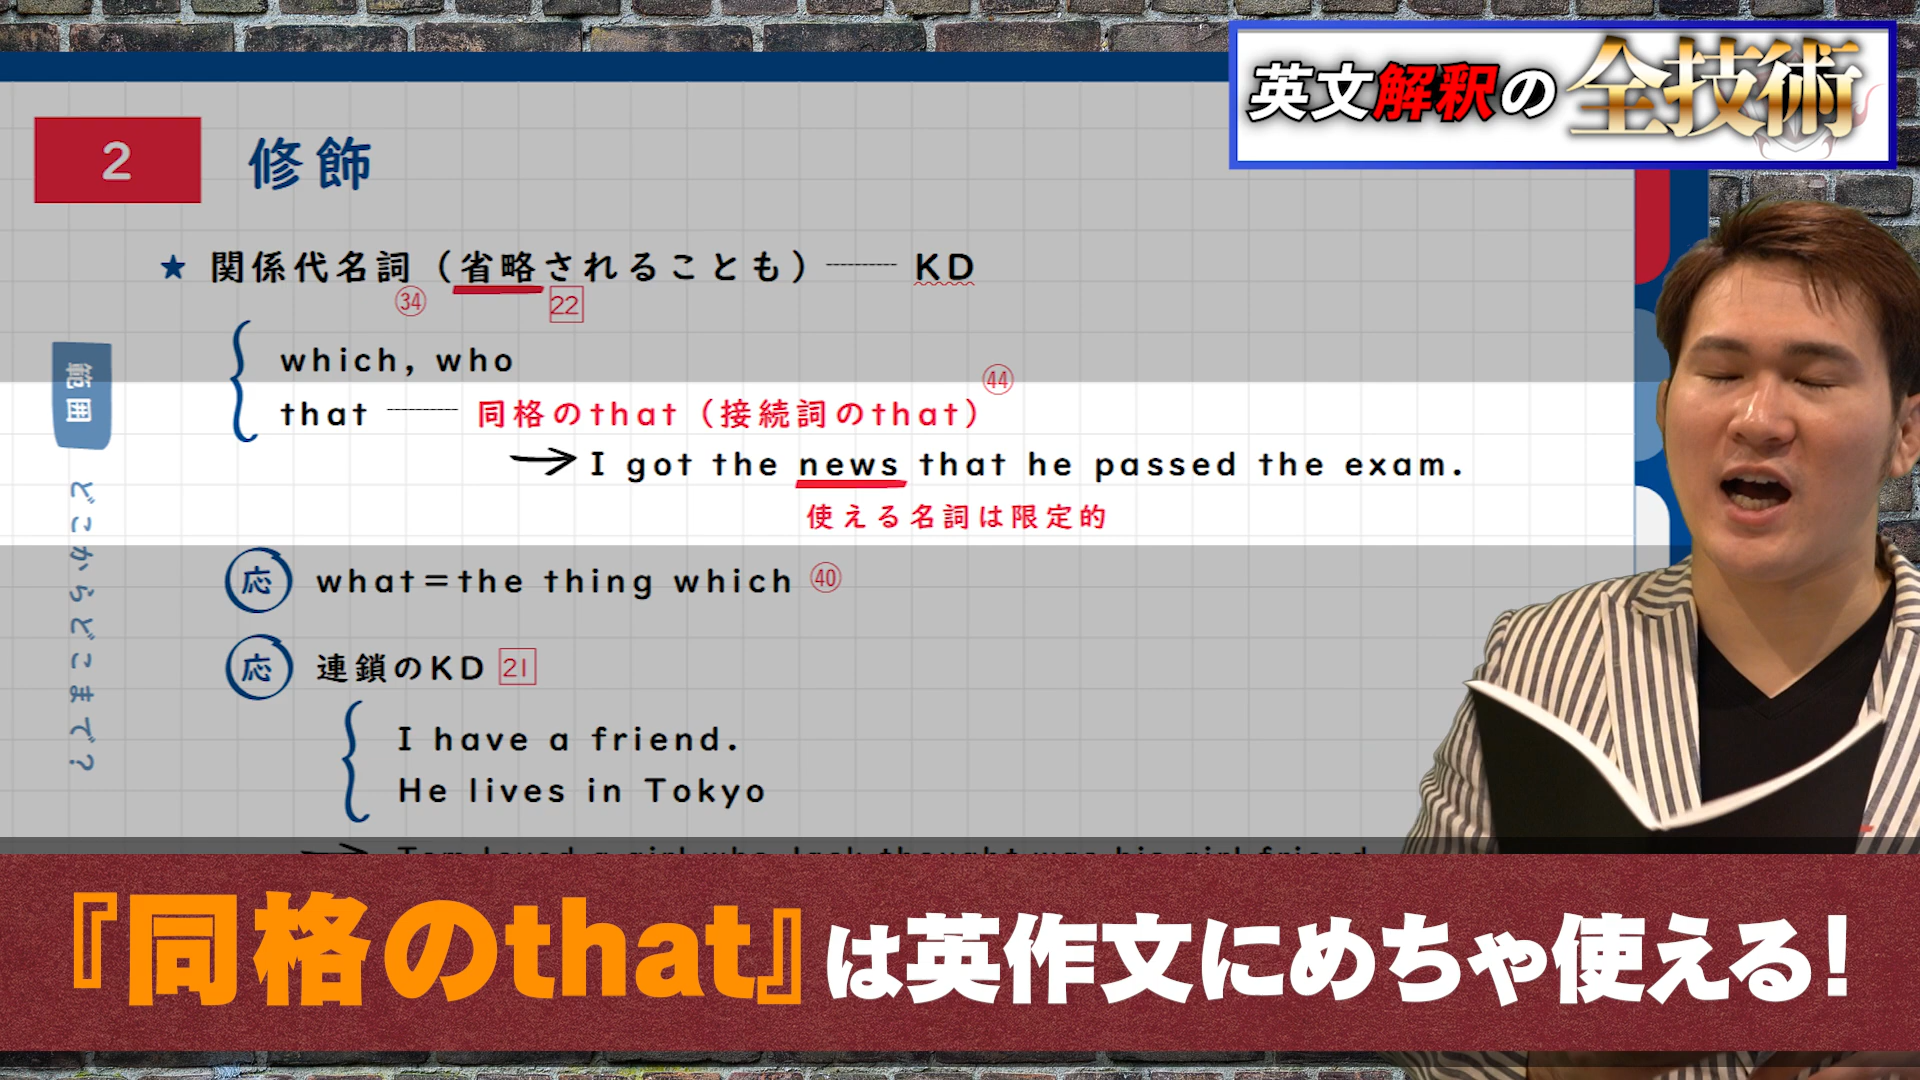 英文解釈の全技術
2 修飾
★ 関係代名詞（省略されることも）---------- KD
㉞ 22
which, who
㊹
that ---------- 同格のthat（接続詞のthat）
→ I got the news that he passed the exam.
使える名詞は限定的
範囲 どこからどこまで？
応 what＝the thing which ㊵
応 連鎖のKD 21
I have a friend.
He lives in Tokyo
『同格のthat』は英作文にめちゃ使える！